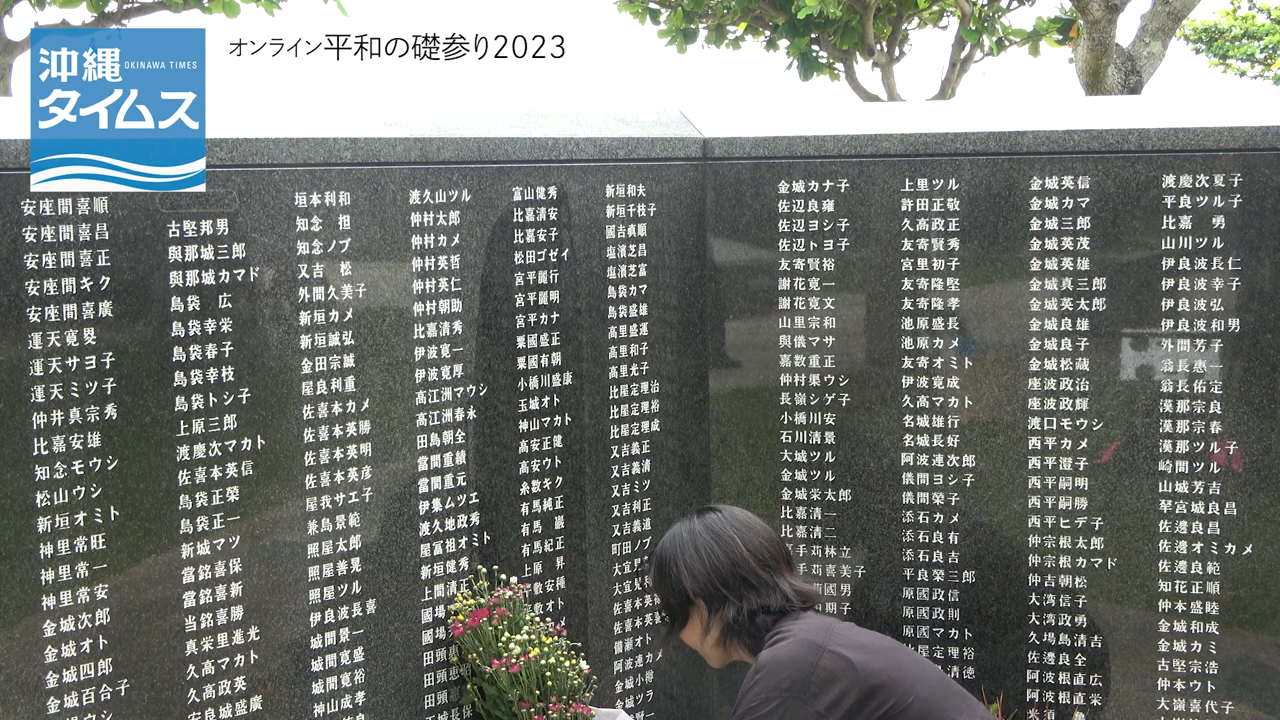 沖縄
OKINAWA TIMES
タイムス
オンライン平和の礎参り2023
安座間喜順
安座間喜昌
安座間喜正
安座間キク
安座間喜廣
運天寛晃
運天サヨ子
運天ミツ子
仲井真宗秀
比嘉安雄
知念モウシ
松山ウシ
新垣オミト
神里常旺
神里常一
神里常安
金城次郎
金城オト
金城四郎
金城百合子
古堅邦男
與那城三郎
與那城カマド
島袋 広
島袋幸栄
島袋春子
島袋幸枝
島袋トシ子
上原三郎
渡慶次マカト
佐喜本英信
島袋正榮
島袋正一
新城マツ
當銘喜保
當銘喜新
当銘喜勝
真栄里進光
久高マカト
久高政英
安良城盛廣
垣本利和
知念 担
知念ノブ
又吉 松
外間久美子
新垣カメ
新垣誠弘
金田宗誠
屋良利重
佐喜本カメ
佐喜本英勝
佐喜本英明
佐喜本英彦
屋我サエ子
兼島景範
照屋太郎
照屋善晃
照屋ツル
伊良波長喜
城間景一
城間寛盛
城間寛裕
神山成孝
渡久山ツル
仲村太郎
仲村カメ
仲村英哲
仲村英仁
仲村朝助
比嘉清秀
伊波寛一
伊波寛厚
高江洲マウシ
高江洲春永
田島朝全
當間重績
當間重元
伊集ムツエ
渡久地政秀
屋冨祖オミト
新垣健秀
上間清正
富山健秀
比嘉清安
比嘉安子
松田ゴゼイ
宮平麗行
宮平麗明
宮平カナ
粟國盛正
粟國有朝
小橋川盛康
玉城オト
神山マカト
高安正健
高安ウト
糸数キク
有馬純正
有馬 巖
有馬紀正
上原 昇
新垣和夫
新垣千枝子
國吉眞順
塩濱芝昌
塩濱芝富
島袋カマ
島袋盛雄
高里盛運
高里和子
高里光子
比屋定理治
比屋定理裕
比屋定理成
又吉義正
又吉義清
又吉ミツ
又吉利正
又吉義道
町田ノブ
備瀬オト
阿波連カメ
金城小樽
金城ツラ
金城カナ子
佐辺良雍
佐辺ヨシ子
佐辺トヨ子
友寄賢裕
謝花寛一
謝花寛文
山里宗和
與儀マサ
嘉数重正
仲村渠ウシ
長嶺シゲ子
小橋川安
石川清景
大城ツル
金城ツル
金城栄太郎
比嘉清一
比嘉清二
上里ツル
許田正敬
久高政正
友寄賢秀
宮里初子
友寄隆堅
友寄隆孝
池原盛長
池原カメ
友寄オミト
伊波寛成
久高マカト
名城雄行
名城長好
阿波連次郎
儀間ヨシ子
儀間榮子
添石カメ
添石良有
添石良吉
平良榮三郎
原國政信
原國政則
原國マカト
金城英信
金城カマ
金城三郎
金城英茂
金城英雄
金城真三郎
金城英太郎
金城良雄
金城良子
金城松蔵
座波政治
座波政輝
渡口モウシ
西平カメ
西平澄子
西平嗣明
西平嗣勝
西平ヒデ子
仲宗根太郎
仲宗根カマド
仲吉朝松
大湾信子
大湾政勇
久場島清吉
佐邊良全
阿波根直広
阿波根直栄
渡慶次夏子
平良ツル子
比嘉 勇
山川ツル
伊良波長仁
伊良波幸子
伊良波弘
伊良波和男
外間芳子
翁長惠一
翁長佑定
漢那宗良
漢那宗春
漢那ツル子
崎間ツル
山城芳吉
琴宮城良昌
佐邊良昌
佐邊オミカメ
佐邊良範
知花正順
仲本盛睦
金城和成
金城カミ
古堅宗浩
仲本ウト
大嶺喜代子